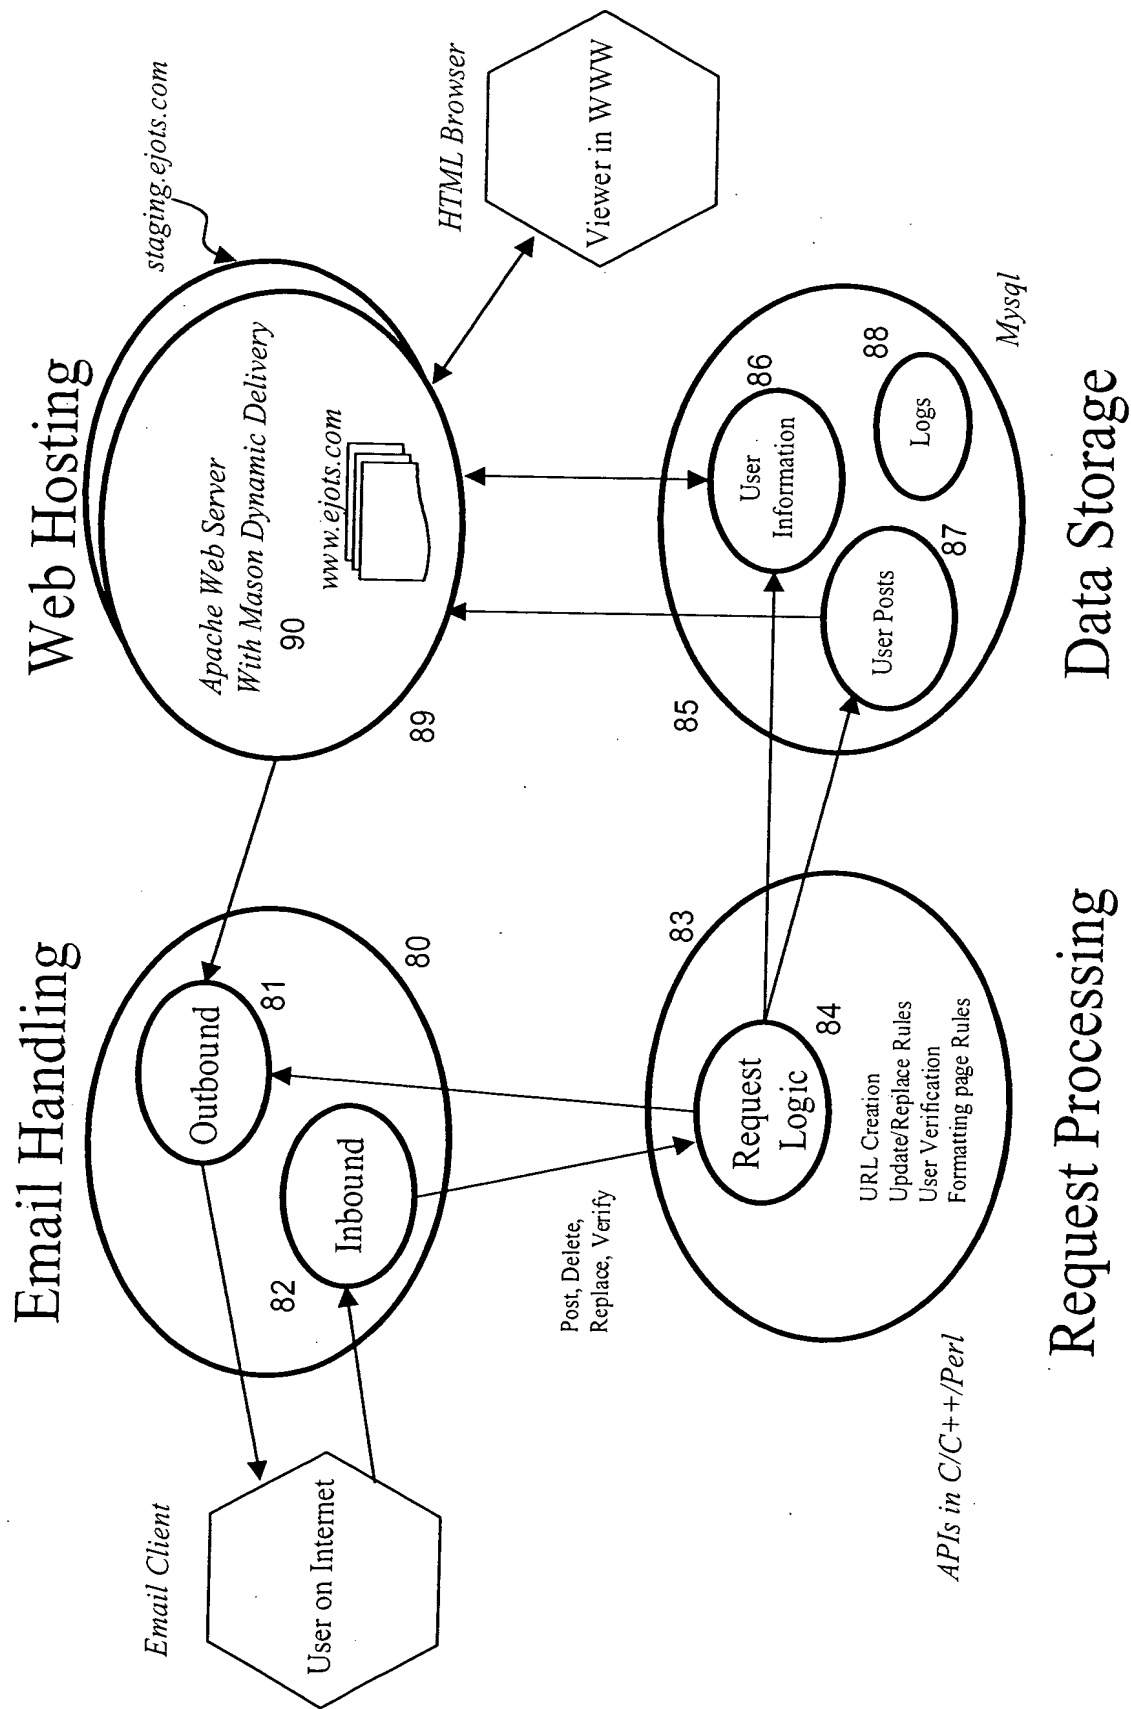 Email Handling
Web Hosting
staging.ejots.com
Email Client
User on Internet
Outbound
81
82
Inbound
80
Apache Web Server
With Mason Dynamic Delivery
90
www.ejots.com
89
HTML Browser
Viewer in WWW
Post, Delete,
Replace, Verify
83
Request
Logic
84
URL Creation
Update/Replace Rules
User Verification
Formatting page Rules
APIs in C/C++/Perl
85
User
Information
86
User Posts
87
88
Logs
Mysql
Request Processing
Data Storage